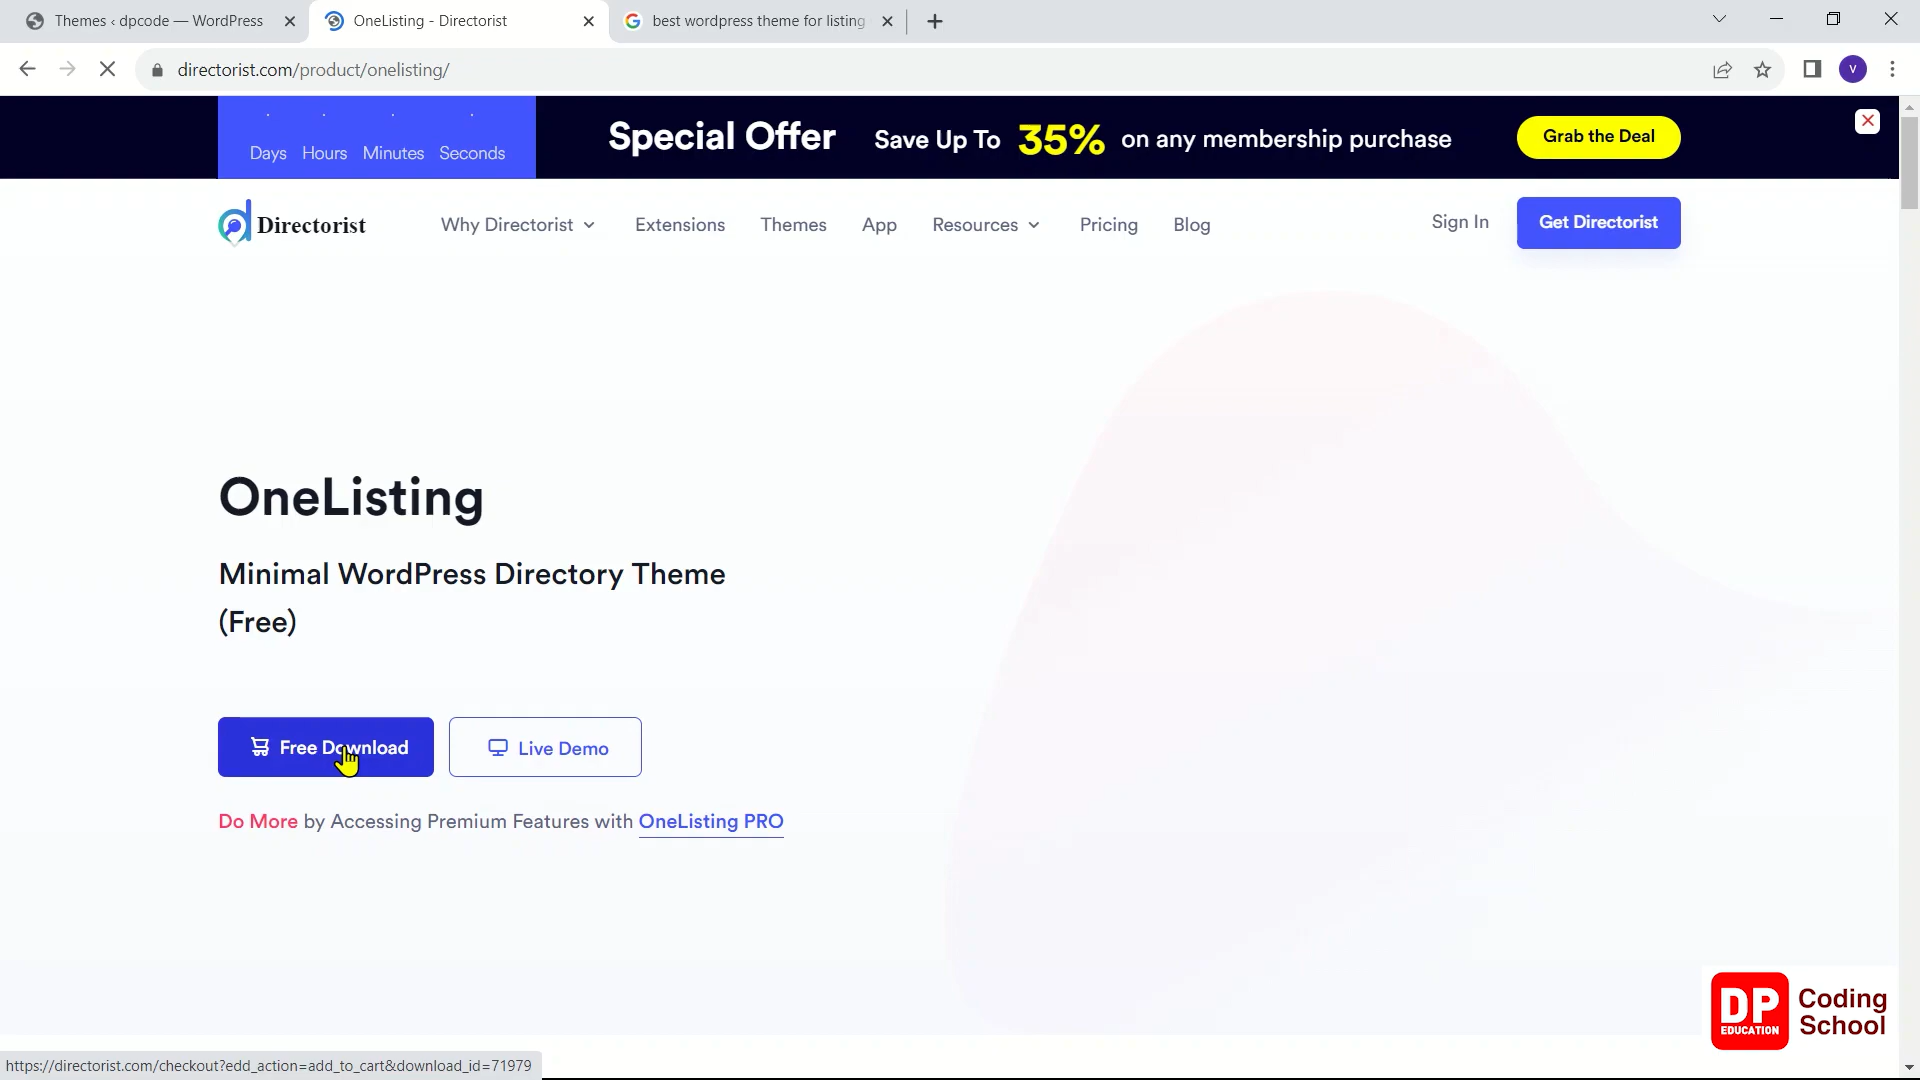 Themes ‹ dpcode — WordPress
OneListing - Directorist
best wordpress theme for listing
directorist.com/product/onelisting/
V
Days Hours Minutes Seconds
Special Offer Save Up To 35% on any membership purchase
Grab the Deal
Directorist
Why Directorist
Extensions
Themes
App
Resources
Pricing
Blog
Sign In
Get Directorist
OneListing
Minimal WordPress Directory Theme
(Free)
Free Download
Live Demo
Do More by Accessing Premium Features with OneListing PRO
DP
EDUCATION
Coding
School
https://directorist.com/checkout?edd_action=add_to_cart&download_id=71979